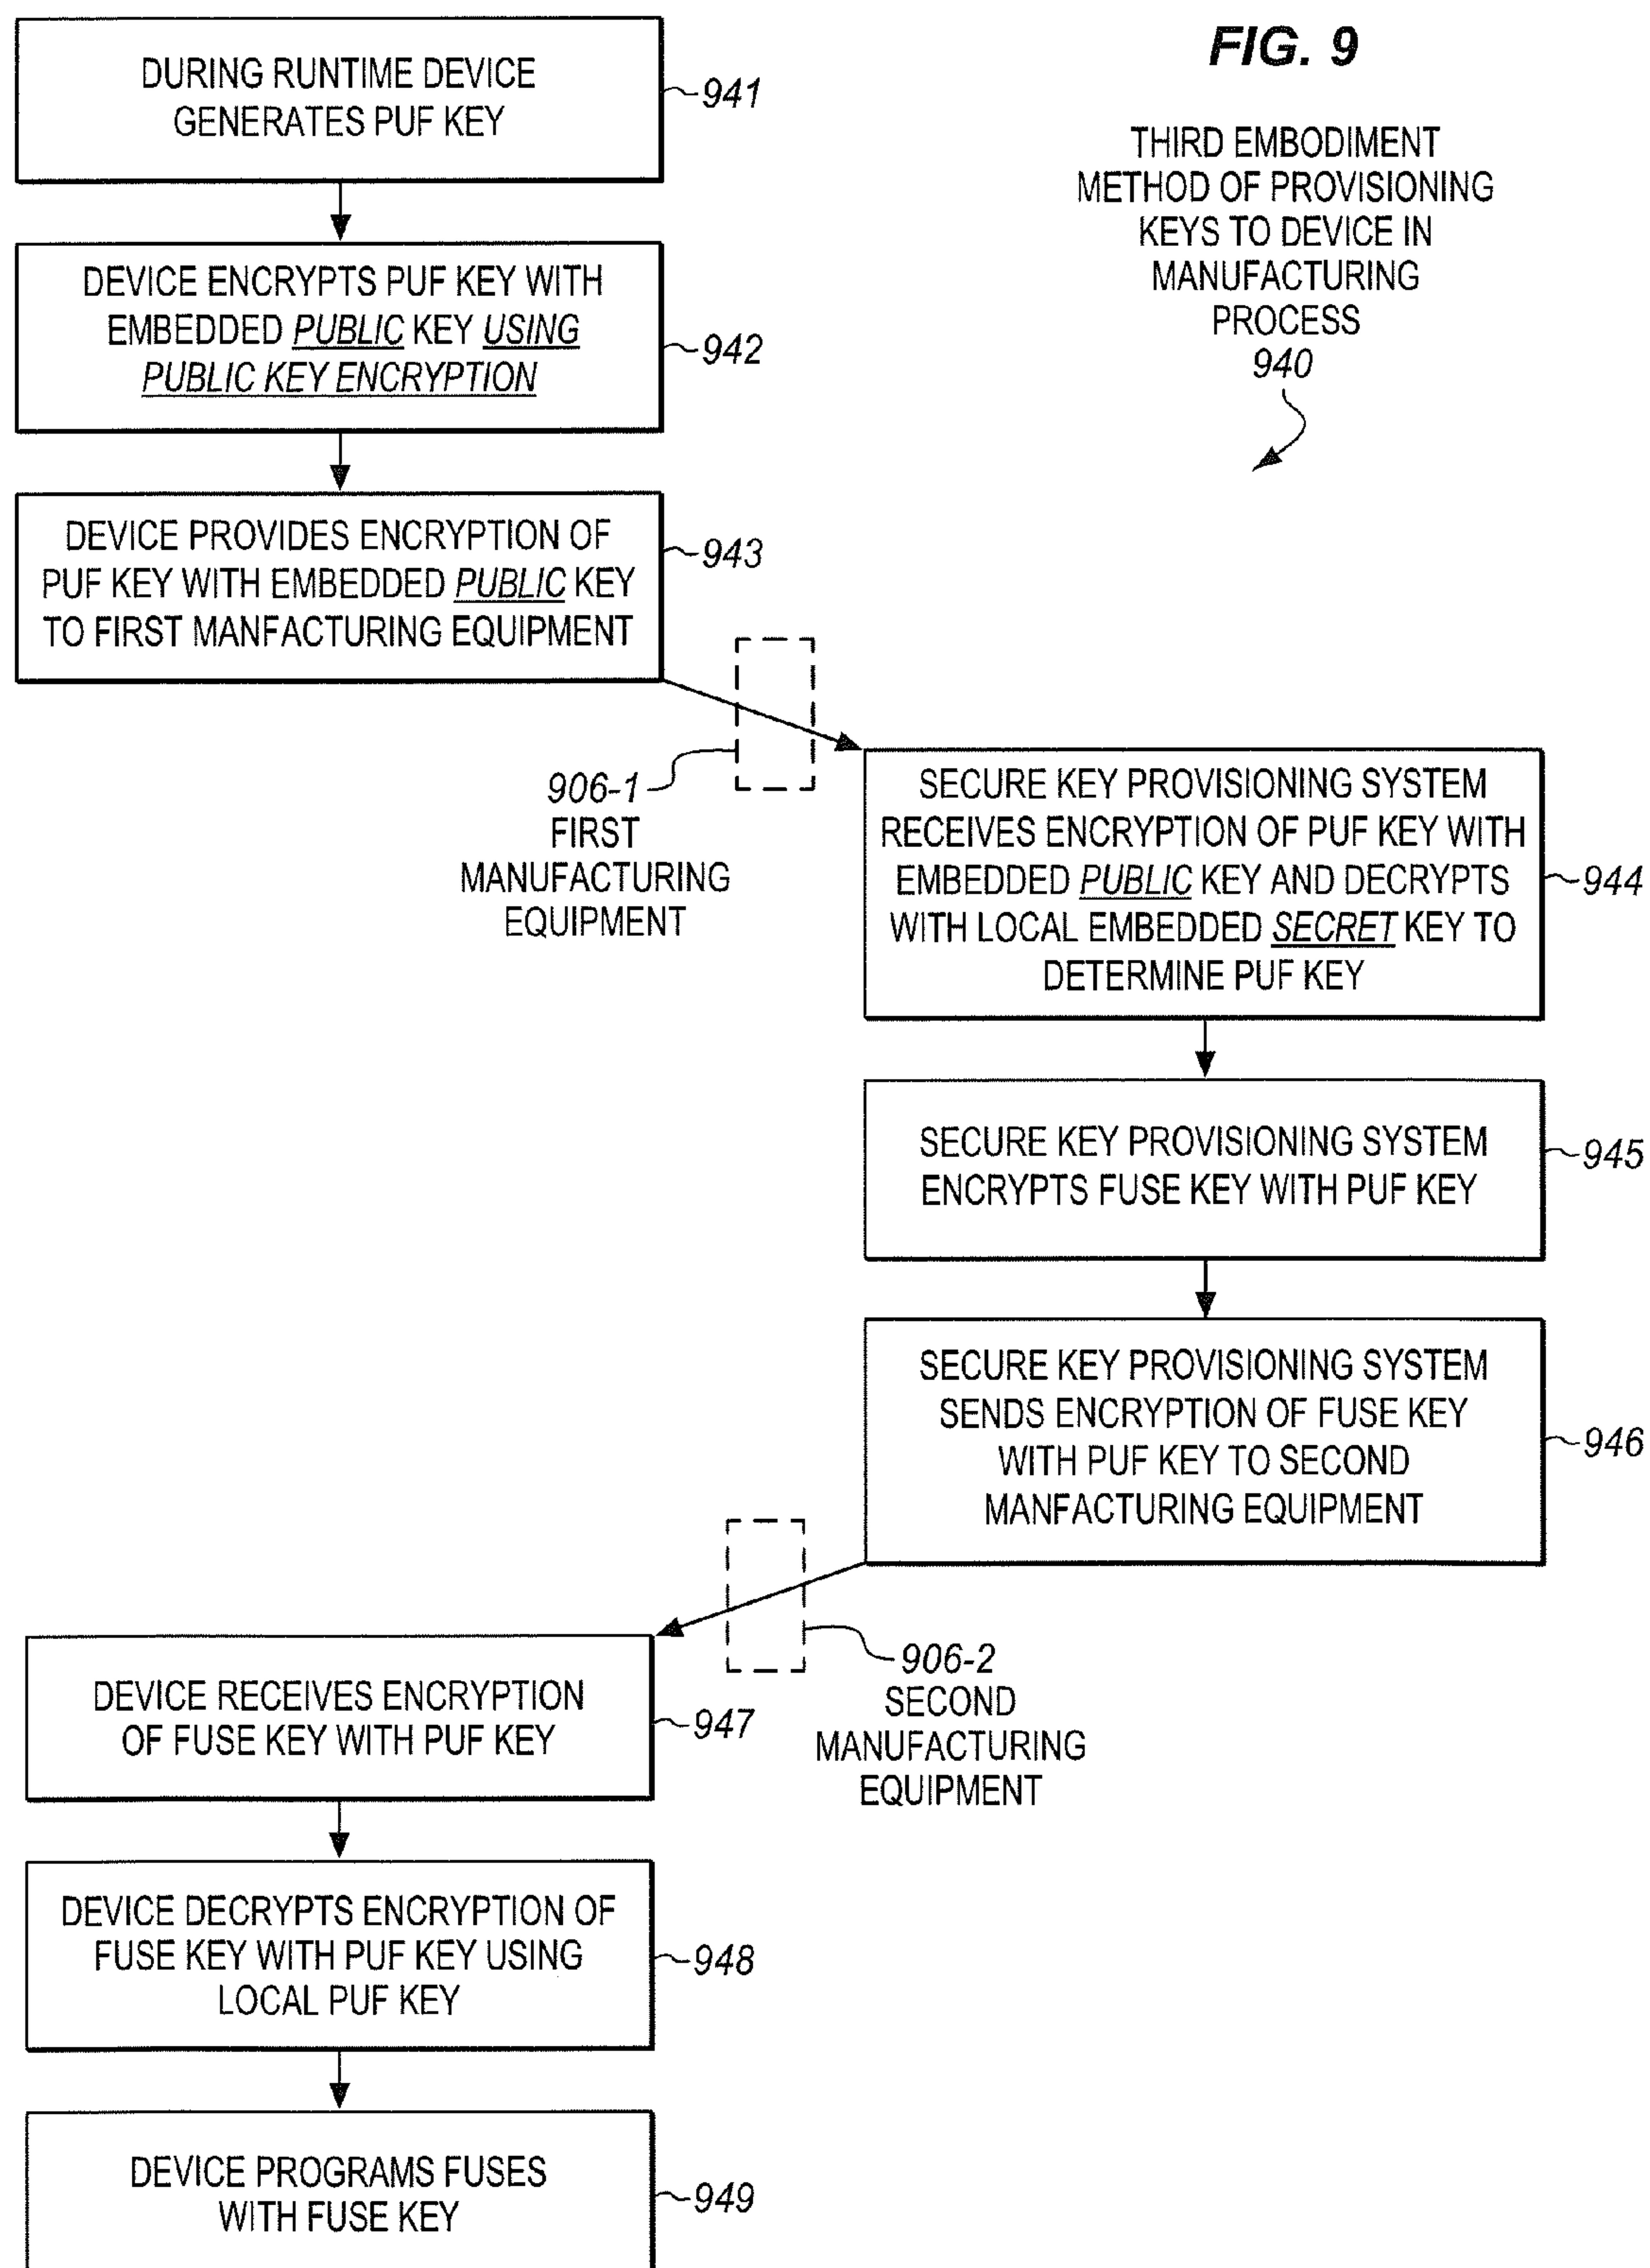 FIG. 9
THIRD EMBODIMENT
METHOD OF PROVISIONING
KEYS TO DEVICE IN
MANUFACTURING
PROCESS
940
DURING RUNTIME DEVICE
GENERATES PUF KEY
941
DEVICE ENCRYPTS PUF KEY WITH
EMBEDDED PUBLIC KEY USING
PUBLIC KEY ENCRYPTION
942
DEVICE PROVIDES ENCRYPTION OF
PUF KEY WITH EMBEDDED PUBLIC KEY
TO FIRST MANFACTURING EQUIPMENT
943
906-1
FIRST
MANUFACTURING
EQUIPMENT
SECURE KEY PROVISIONING SYSTEM
RECEIVES ENCRYPTION OF PUF KEY WITH
EMBEDDED PUBLIC KEY AND DECRYPTS
WITH LOCAL EMBEDDED SECRET KEY TO
DETERMINE PUF KEY
944
SECURE KEY PROVISIONING SYSTEM
ENCRYPTS FUSE KEY WITH PUF KEY
945
SECURE KEY PROVISIONING SYSTEM
SENDS ENCRYPTION OF FUSE KEY
WITH PUF KEY TO SECOND
MANFACTURING EQUIPMENT
946
906-2
SECOND
MANUFACTURING
EQUIPMENT
DEVICE RECEIVES ENCRYPTION
OF FUSE KEY WITH PUF KEY
947
DEVICE DECRYPTS ENCRYPTION OF
FUSE KEY WITH PUF KEY USING
LOCAL PUF KEY
948
DEVICE PROGRAMS FUSES
WITH FUSE KEY
949